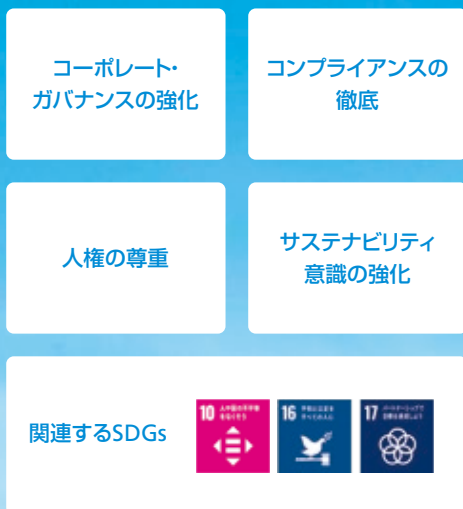 コーポレート・
ガバナンスの強化
コンプライアンスの
徹底
人権の尊重
サステナビリティ
意識の強化
関連するSDGs
10
16
17